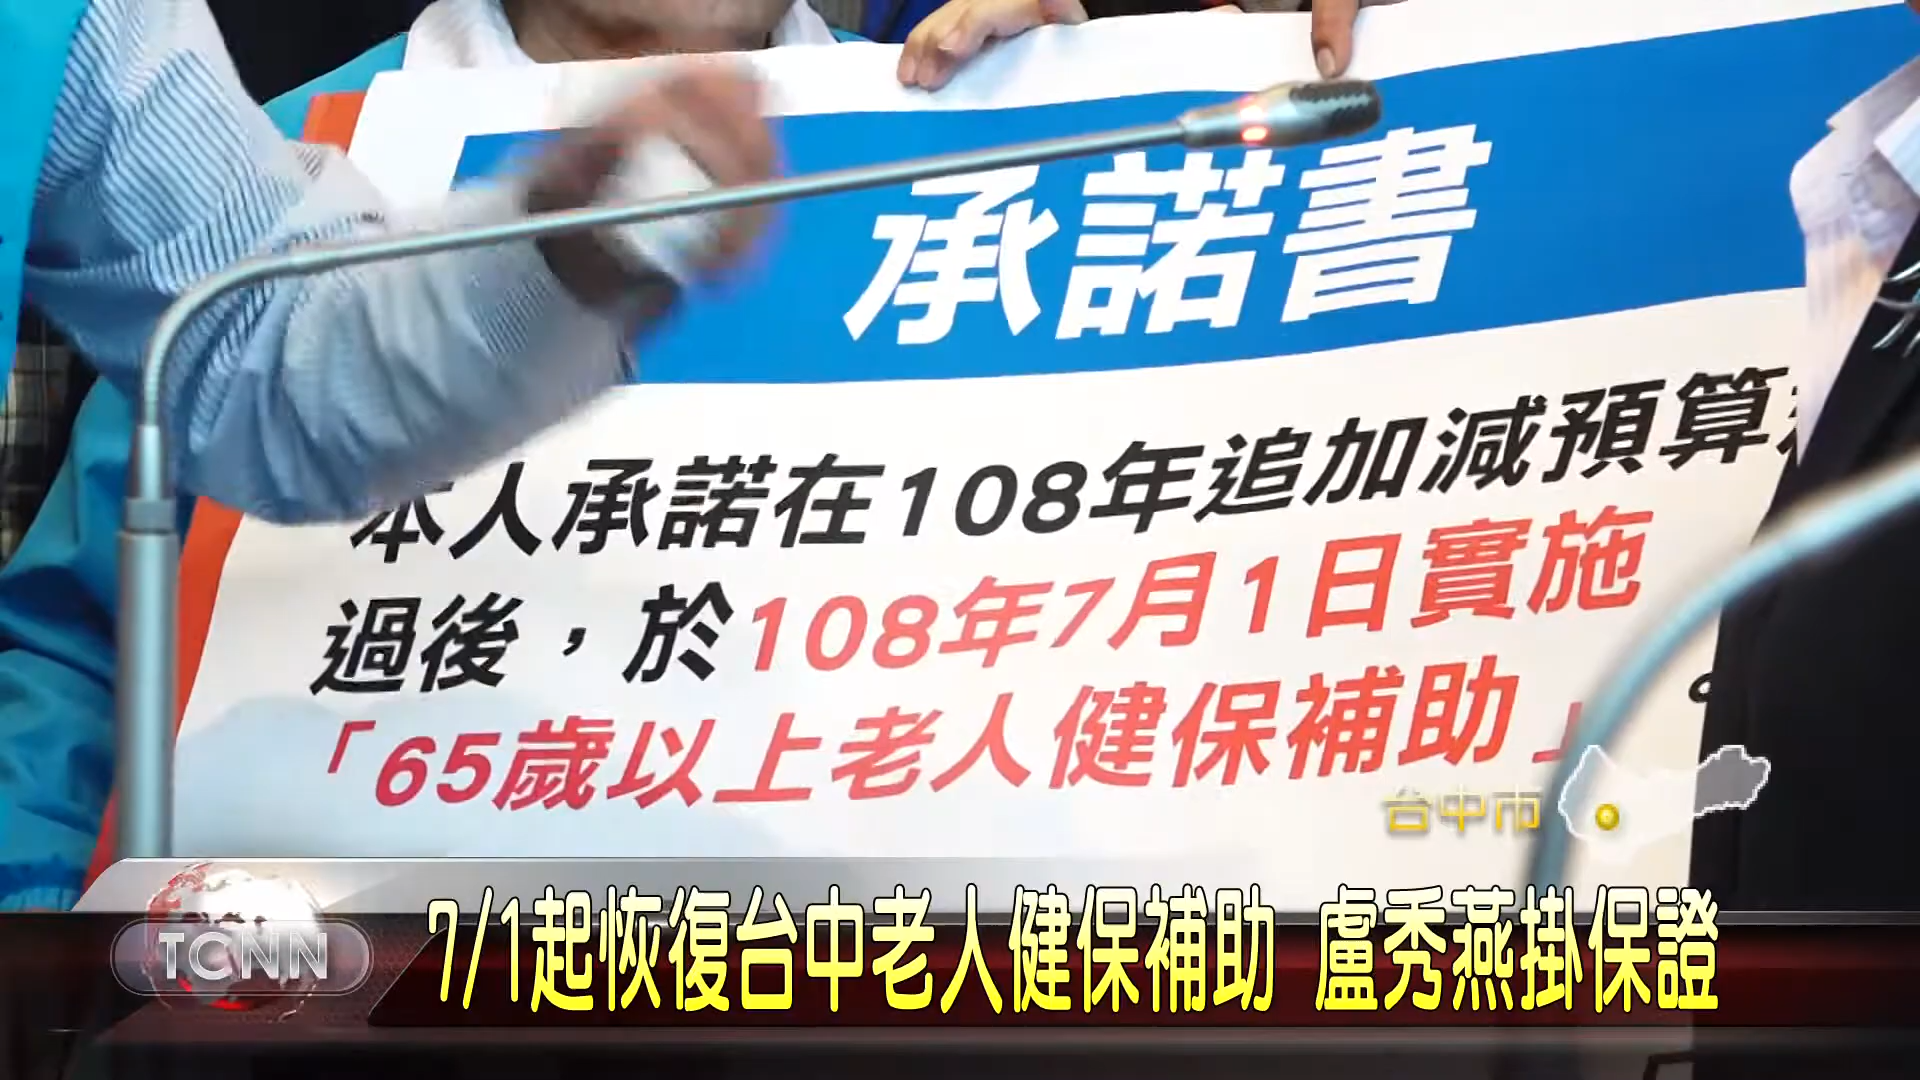 承諾書
本人承諾在108年追加減預算
過後，於108年7月1日實施
「65歲以上老人健保補助」。
台中市
TCNN
7/1起恢復台中老人健保補助 盧秀燕掛保證